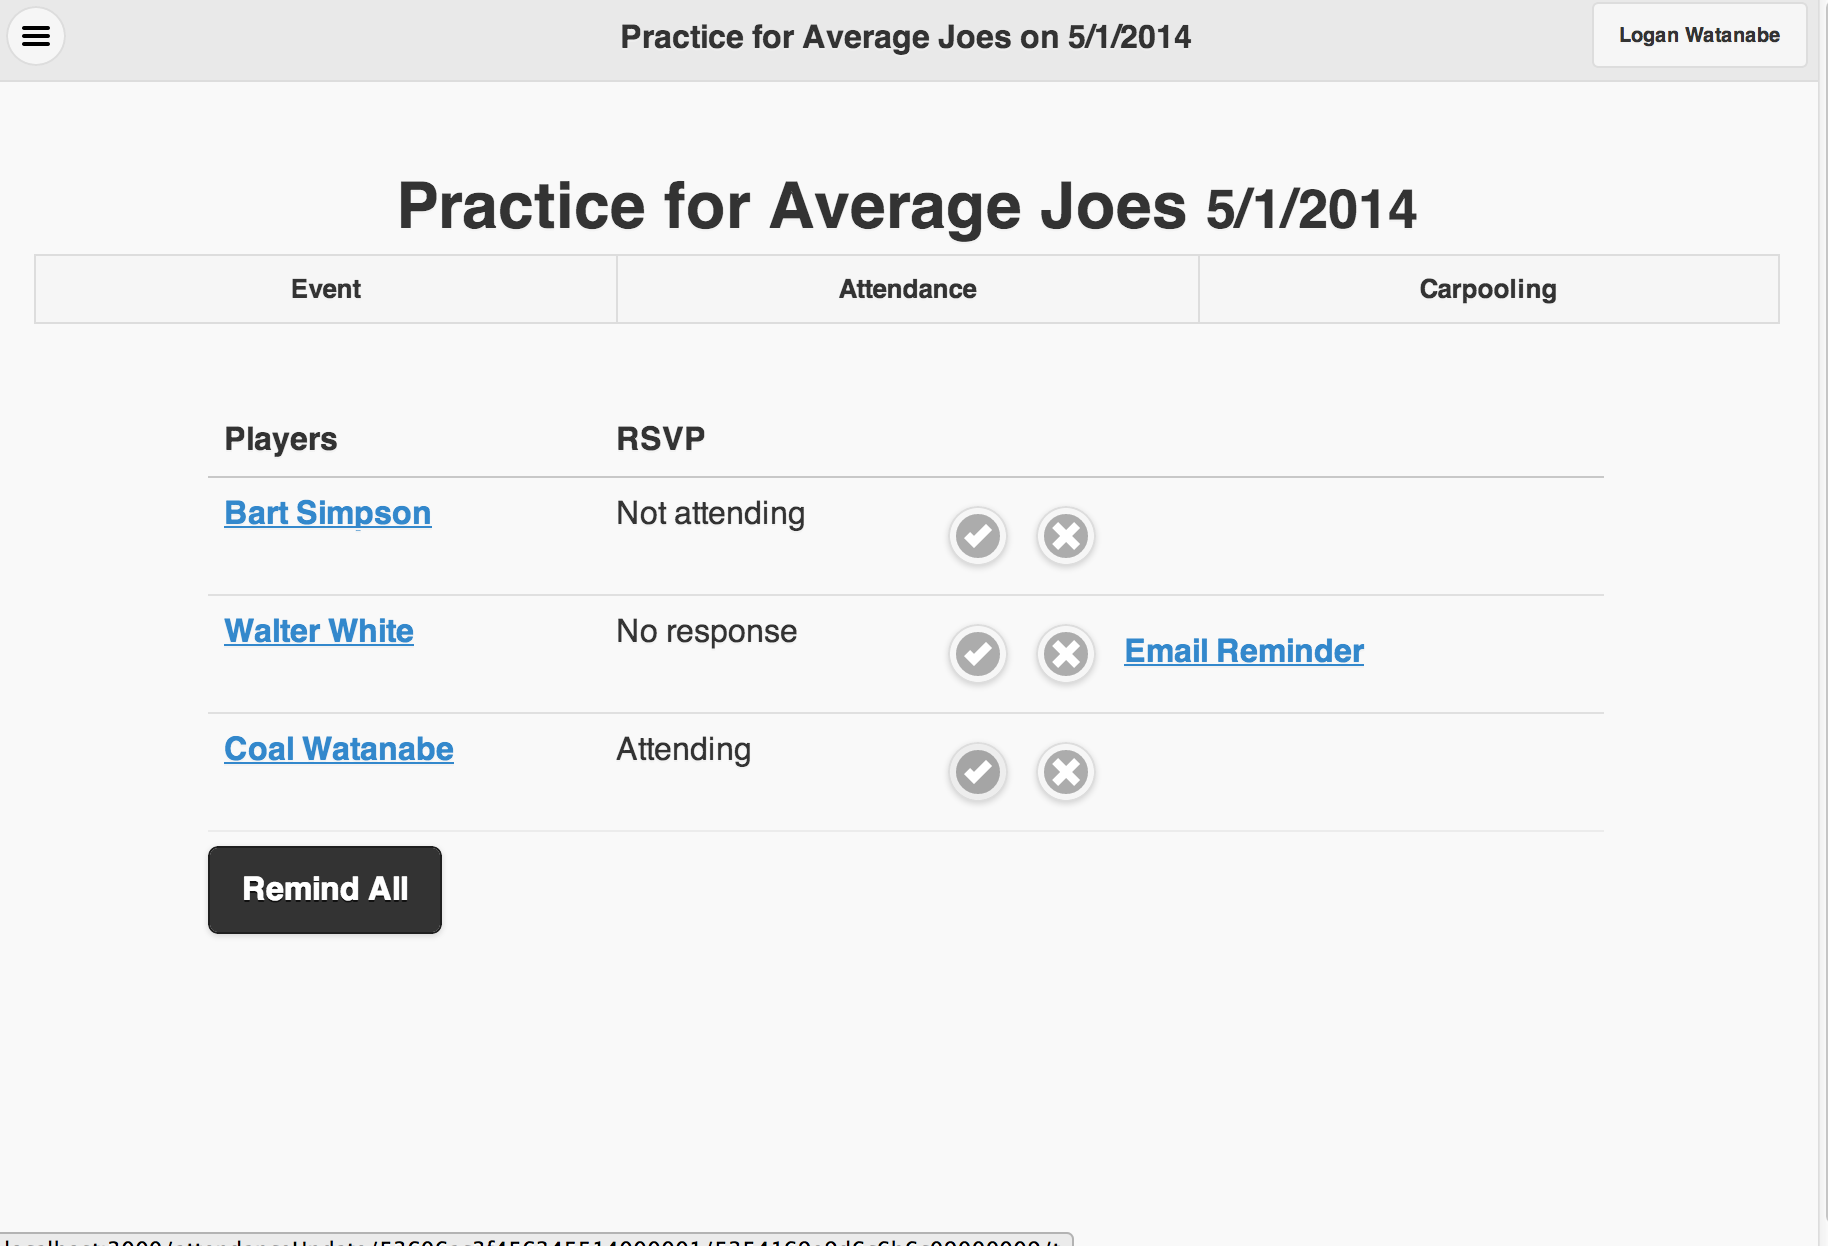 Practice for Average Joes on 5/1/2014
Logan Watanabe
Practice for Average Joes 5/1/2014
Event Attendance Carpooling
Players RSVP
Bart Simpson Not attending
Walter White No response Email Reminder
Coal Watanabe Attending
Remind All